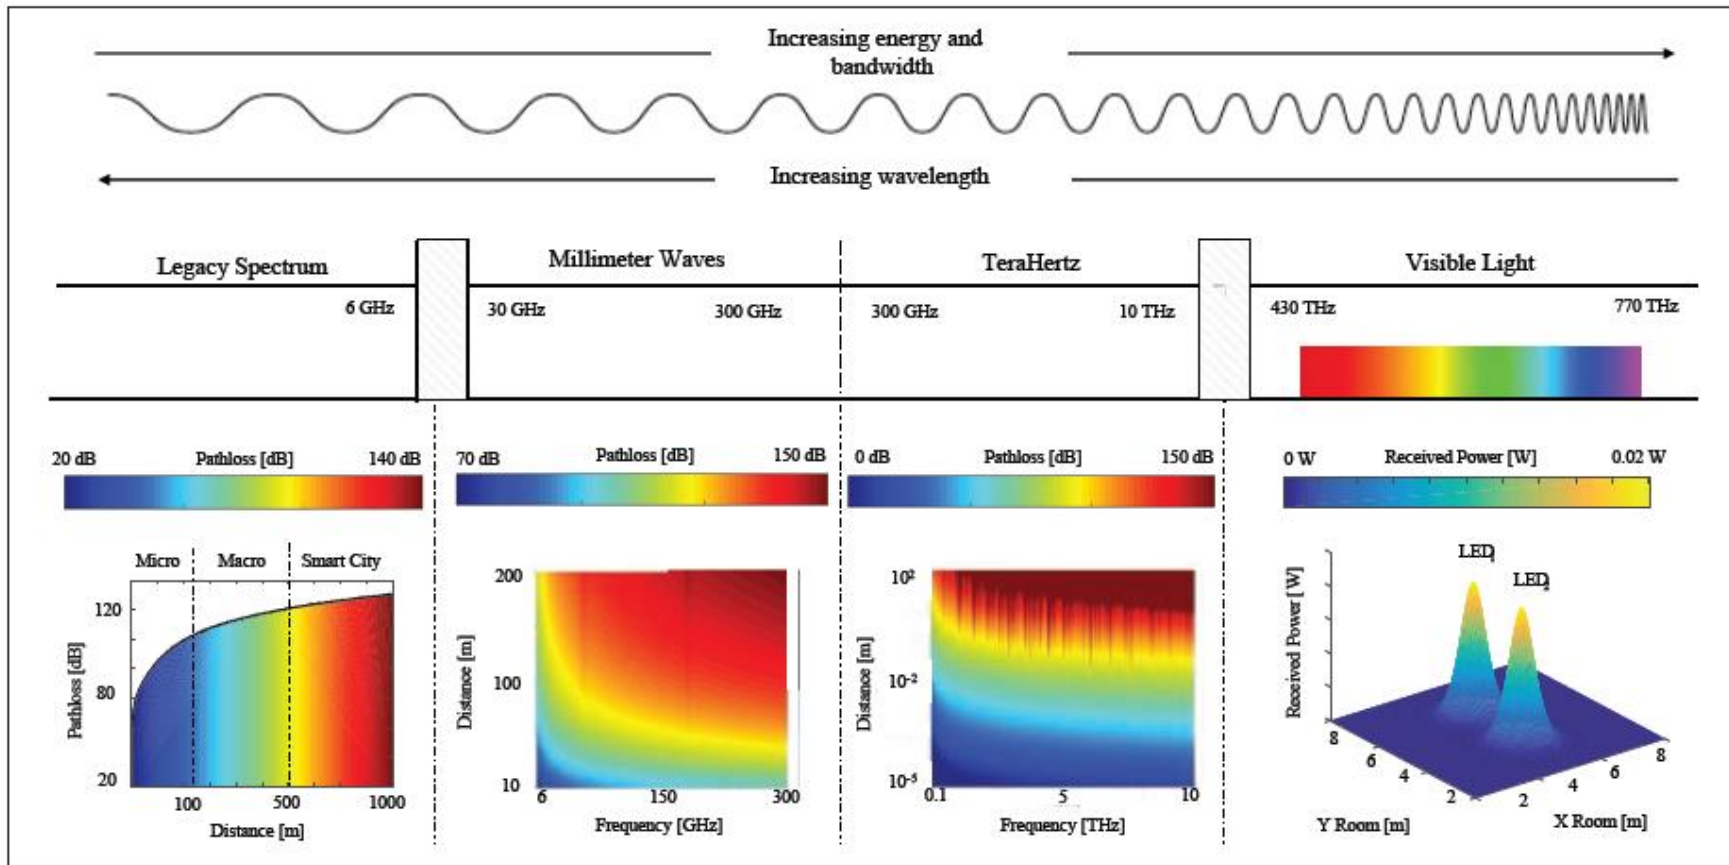 Increasing energy and
bandwidth
Increasing wavelength
Legacy Spectrum
Millimeter Waves
TeraHertz
Visible Light
6 GHz
30 GHz
300 GHz
300 GHz
10 THz
430 THz
770 THz
20 dB
Pathloss [dB]
140 dB
70 dB
Pathloss [dB]
150 dB
0 dB
Pathloss [dB]
150 dB
0 W
Received Power [W]
0.02 W
Micro
Macro
Smart City
120
80
20
Pathloss [dB]
100
500
1000
Distance [m]
200
100
10
Distance [m]
6
150
300
Frequency [GHz]
10²
10⁻²
10⁻⁵
Distance [m]
0.1
5
10
Frequency [THz]
LED₁
LED₂
Received Power [W]
8
6
4
2
Y Room [m]
2
4
6
8
X Room [m]